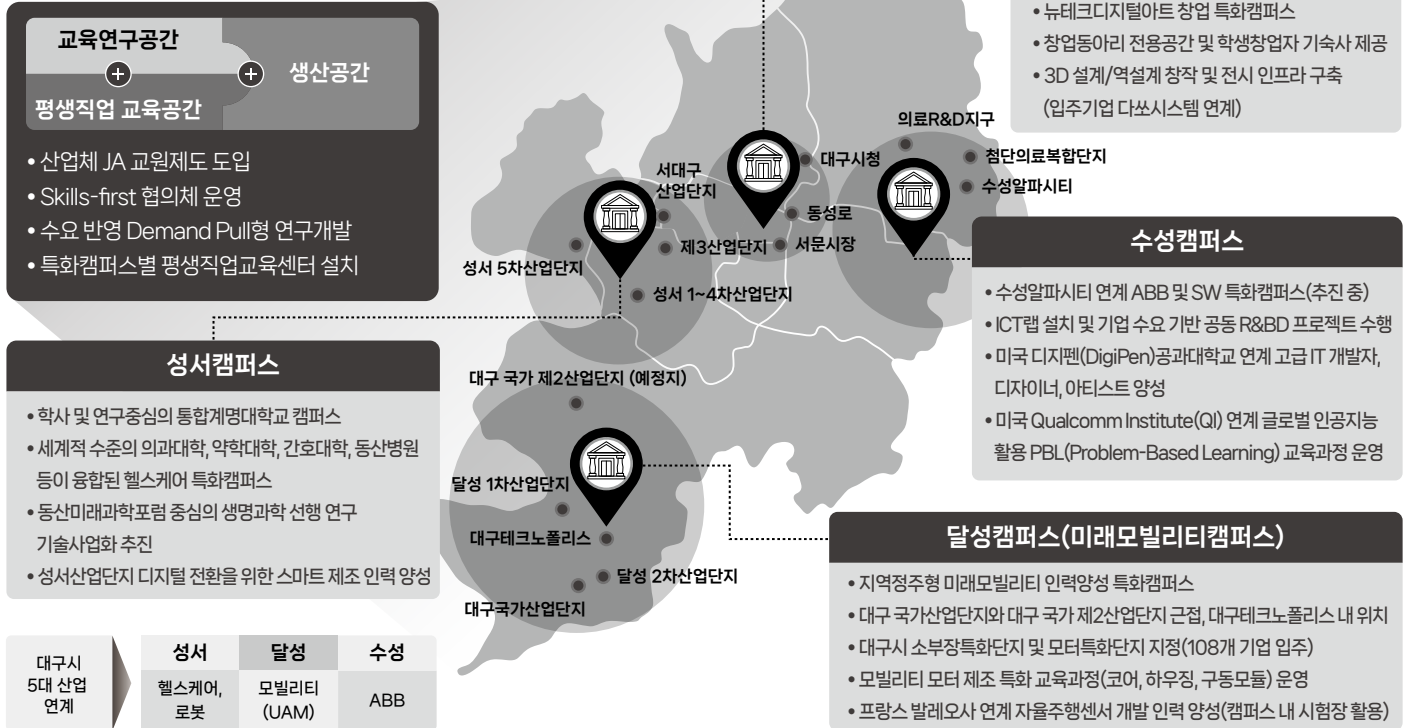 교육연구공간
평생직업 교육공간
생산공간
• 산업체 JA 교원제도 도입
• Skills-first 협의체 운영
• 수요 반영 Demand Pull형 연구개발
• 특화캠퍼스별 평생직업교육센터 설치
• 뉴테크디지털아트 창업 특화캠퍼스
• 창업동아리 전용공간 및 학생창업자 기숙사 제공
• 3D 설계/역설계 창작 및 전시 인프라 구축
(입주기업 다쏘시스템 연계)
의료R&D지구
첨단의료복합단지
수성알파시티
대구시청
동성로
서문시장
서대구
산업단지
제3산업단지
성서 5차산업단지
성서 1~4차산업단지
수성캠퍼스
• 수성알파시티 연계 ABB 및 SW 특화캠퍼스(추진 중)
• ICT랩 설치 및 기업 수요 기반 공동 R&BD 프로젝트 수행
• 미국 디지펜(DigiPen)공과대학교 연계 고급 IT 개발자,
디자이너, 아티스트 양성
• 미국 Qualcomm Institute(QI) 연계 글로벌 인공지능
활용 PBL(Problem-Based Learning) 교육과정 운영
성서캠퍼스
• 학사 및 연구중심의 통합계명대학교 캠퍼스
• 세계적 수준의 의과대학, 약학대학, 간호대학, 동산병원
등이 융합된 헬스케어 특화캠퍼스
• 동산미래과학포럼 중심의 생명과학 선행 연구
기술사업화 추진
• 성서산업단지 디지털 전환을 위한 스마트 제조 인력 양성
대구 국가 제2산업단지 (예정지)
달성 1차산업단지
대구테크노폴리스
달성 2차산업단지
대구국가산업단지
달성캠퍼스(미래모빌리티캠퍼스)
• 지역정주형 미래모빌리티 인력양성 특화캠퍼스
• 대구 국가산업단지와 대구 국가 제2산업단지 근접, 대구테크노폴리스 내 위치
• 대구시 소부장특화단지 및 모터특화단지 지정(108개 기업 입주)
• 모빌리티 모터 제조 특화 교육과정(코어, 하우징, 구동모듈) 운영
• 프랑스 발레오사 연계 자율주행센서 개발 인력 양성(캠퍼스 내 시험장 활용)
대구시
5대 산업
연계
성서 달성 수성
헬스케어,
로봇
모빌리티
(UAM)
ABB